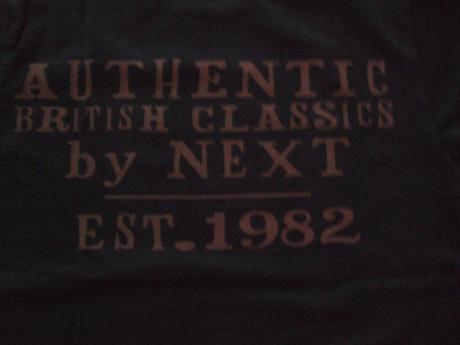 AUTHENTIC
BRITISH CLASSICS
by NEXT
EST.1982